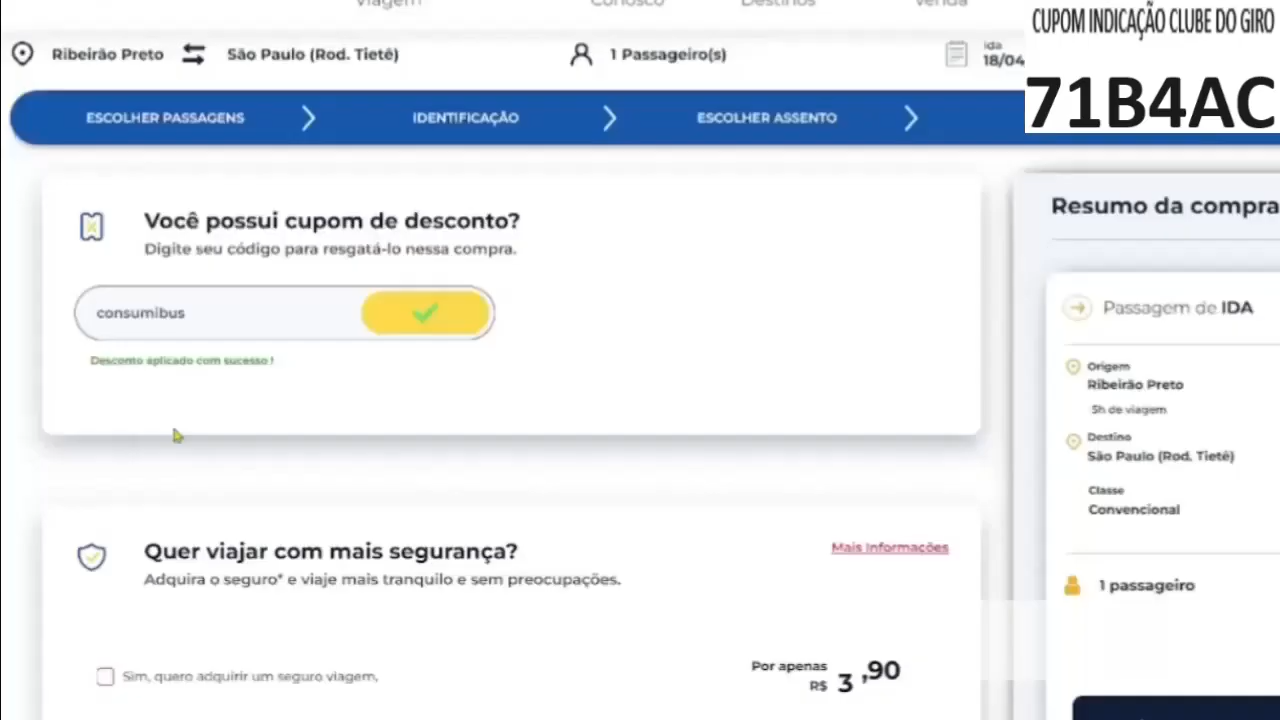 Viagem Conosco Destinos Venda
CUPOM INDICAÇÃO CLUBE DO GIRO
71B4AC
Ribeirão Preto São Paulo (Rod. Tietê) 1 Passageiro(s) Ida
18/04
ESCOLHER PASSAGENS IDENTIFICAÇÃO ESCOLHER ASSENTO
Você possui cupom de desconto?
Digite seu código para resgatá-lo nessa compra.
consumibus
Desconto aplicado com sucesso !
Quer viajar com mais segurança?
Mais Informações
Adquira o seguro* e viaje mais tranquilo e sem preocupações.
Sim, quero adquirir um seguro viagem,
Por apenas
R$ 3 ,90
Resumo da compra
Passagem de IDA
Origem
Ribeirão Preto
5h de viagem
Destino
São Paulo (Rod. Tietê)
Classe
Convencional
1 passageiro